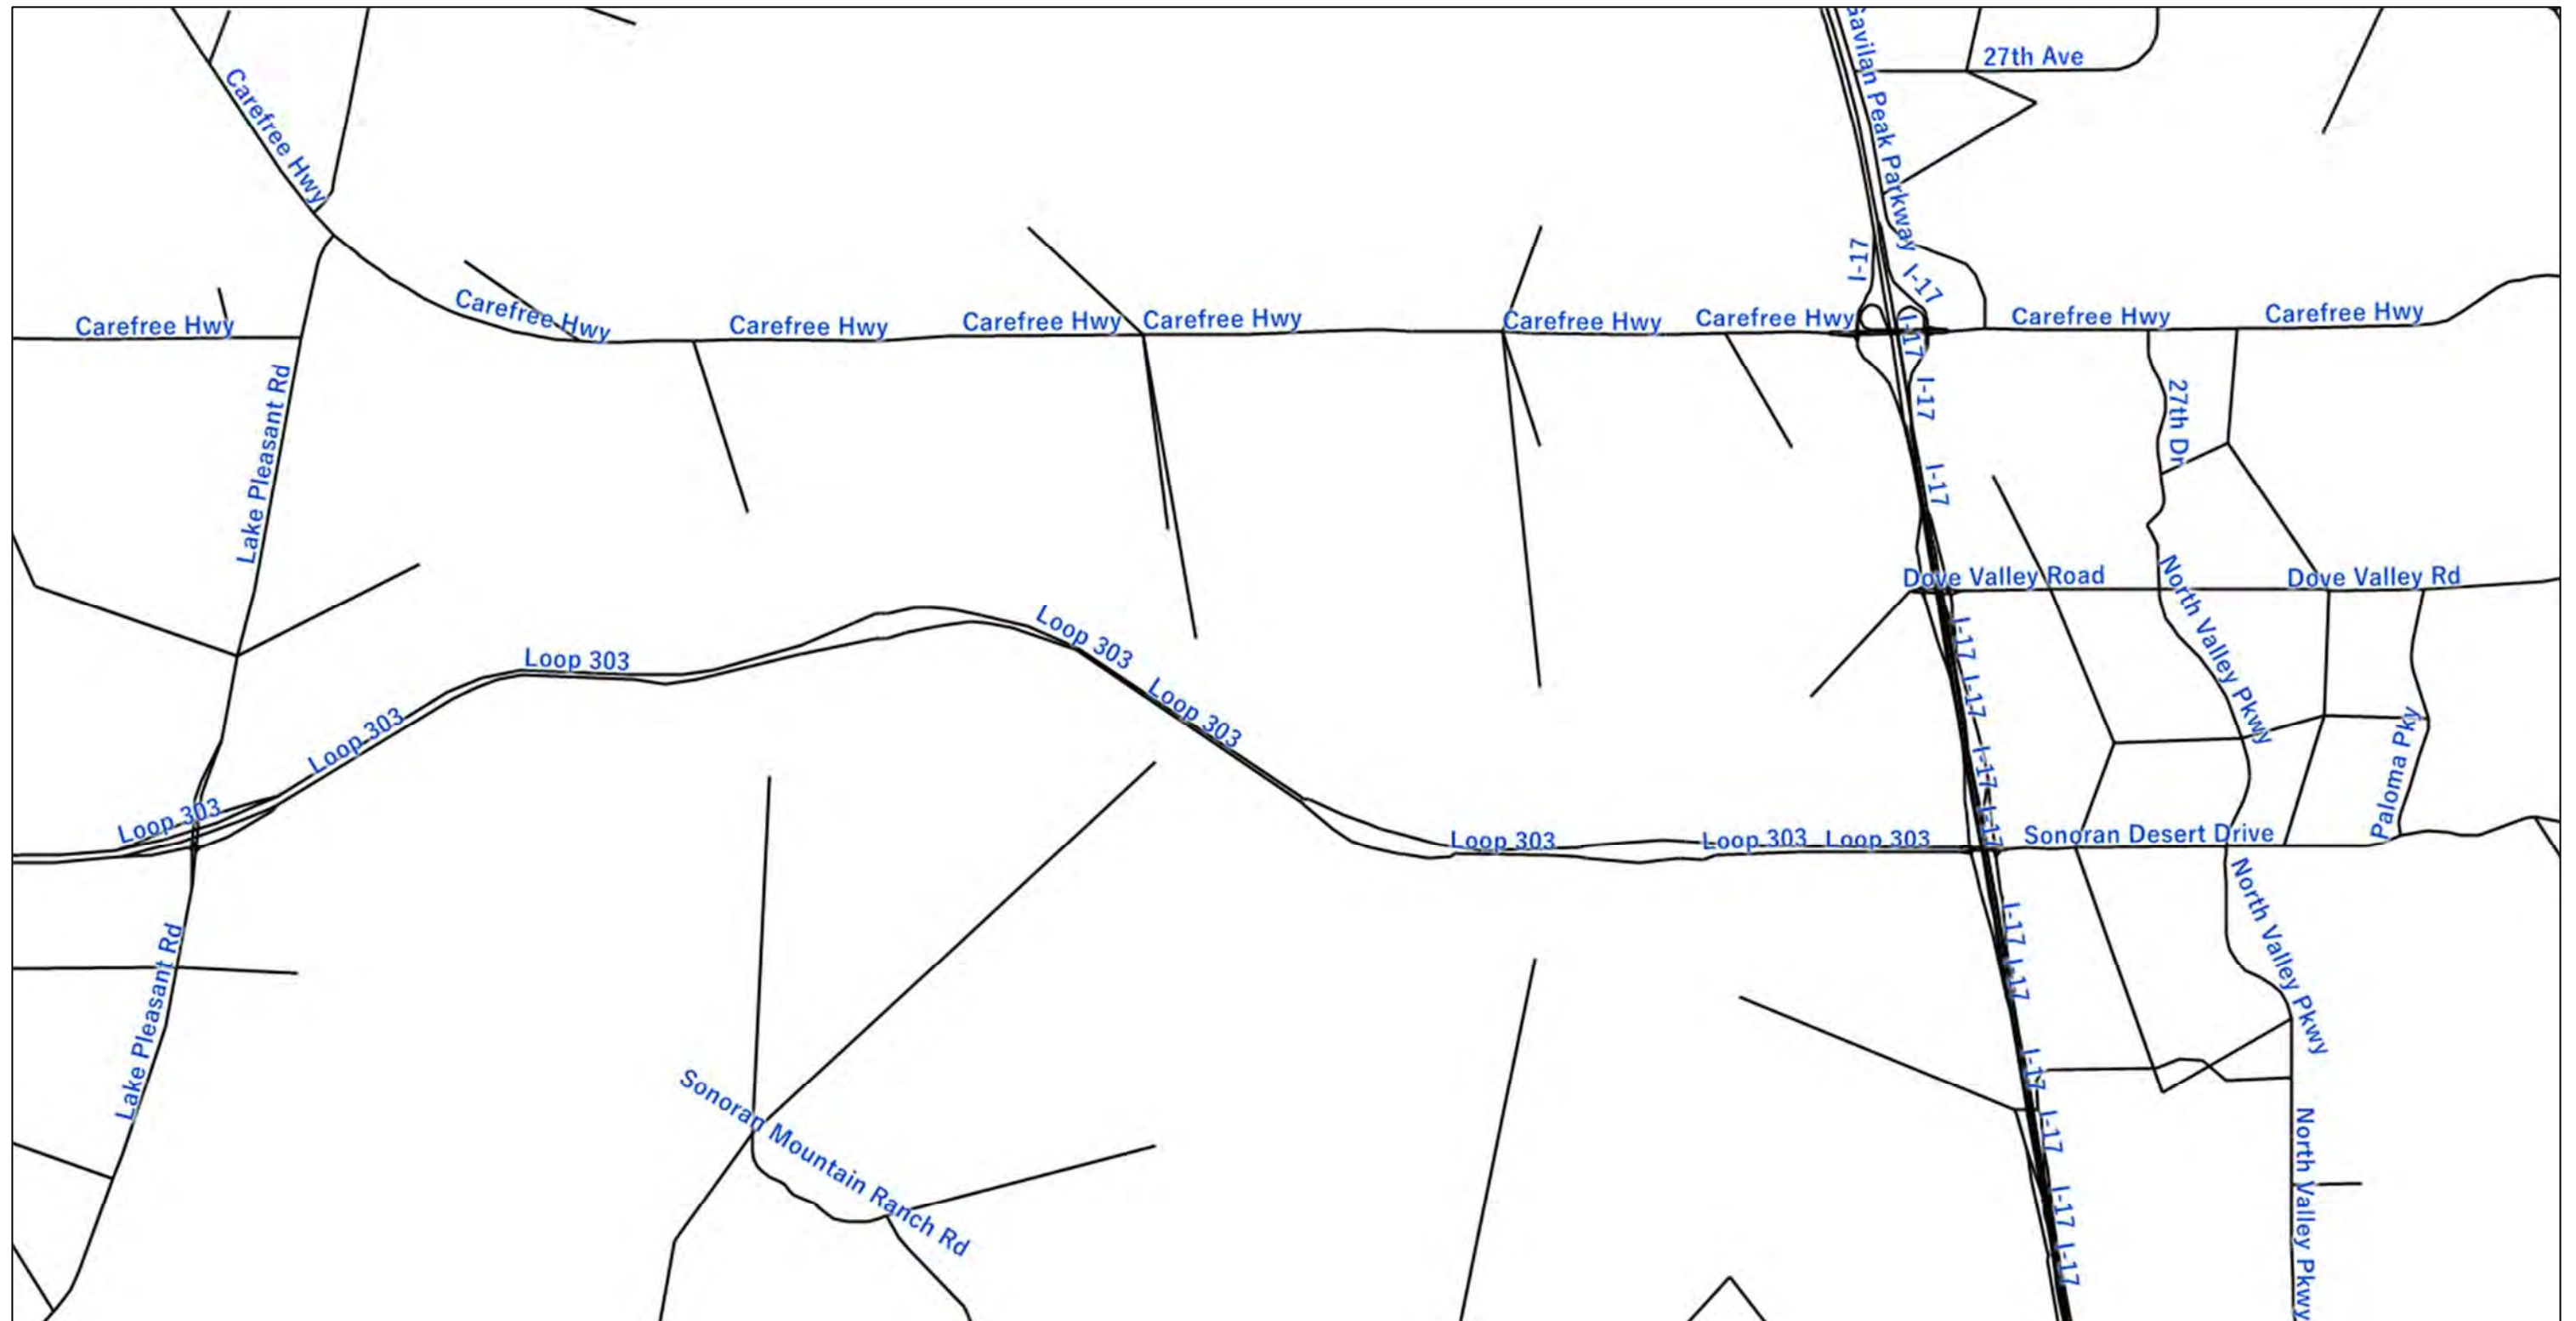 Gavilan Peak Parkway
27th Ave
Carefree Hwy
I-17
I-17
Carefree Hwy
Carefree Hwy
Carefree Hwy
Carefree Hwy
Carefree Hwy
Carefree Hwy
Carefree Hwy
Carefree Hwy
Carefree Hwy
I-17
I-17
27th Dr
Lake Pleasant Rd
I-17
Dove Valley Road
Dove Valley Rd
North Valley Pkwy
Loop 303
Loop 303
I-17
I-17
Loop 303
Loop 303
I-17
Paloma Pky
Loop 303
I-17
Loop 303
Loop 303
Loop 303
Sonoran Desert Drive
North Valley Pkwy
I-17
I-17
Lake Pleasant Rd
I-17
I-17
Sonoran Mountain Ranch Rd
I-17
I-17
North Valley Pkwy